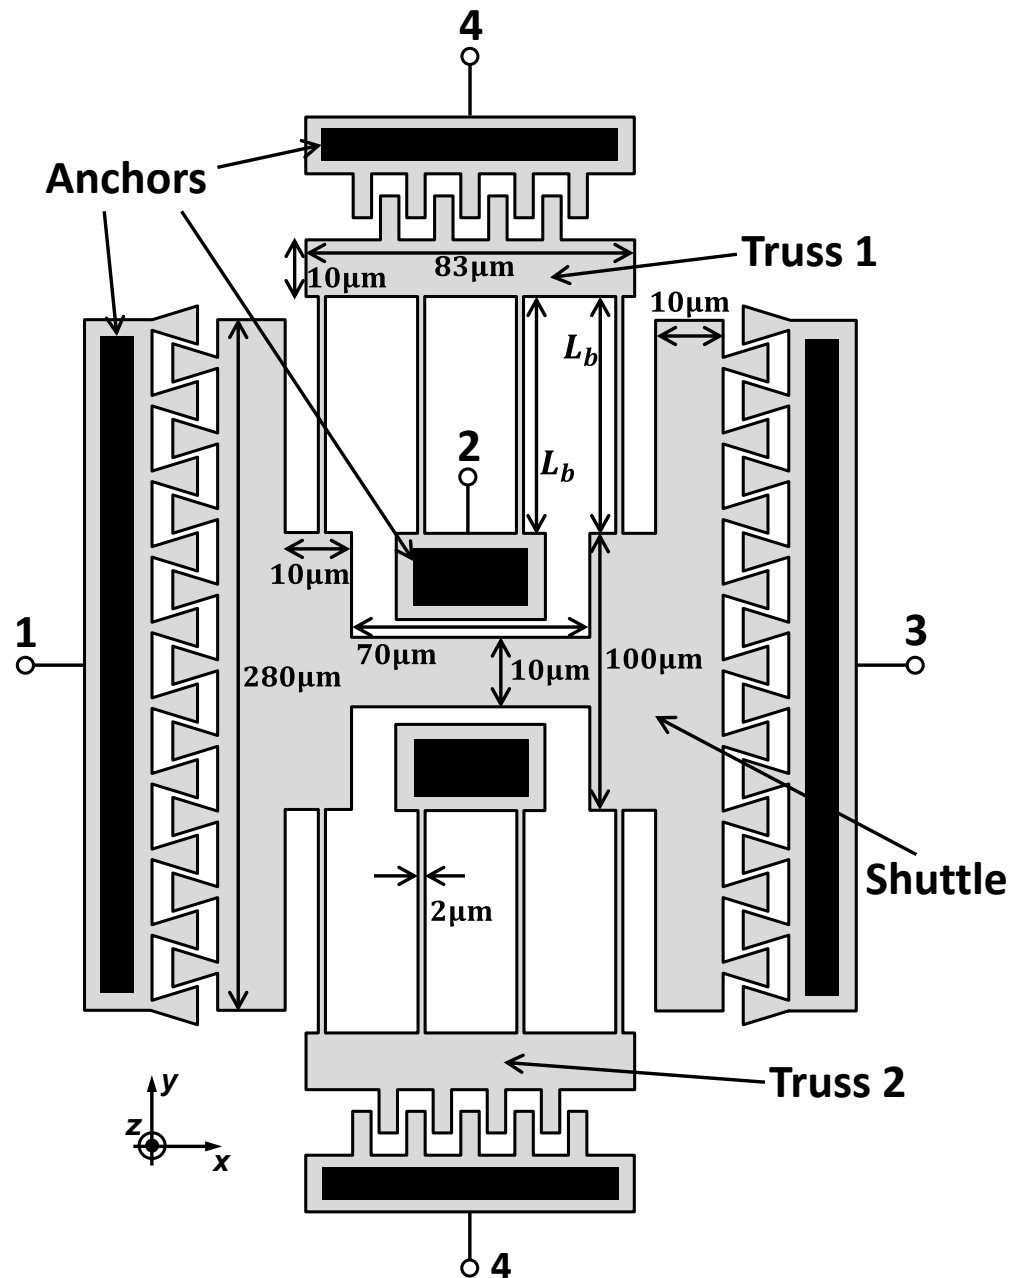 4
Anchors
Truss 1
83μm
10μm
10μm
L_b
L_b
2
10μm
1
3
70μm
10μm
100μm
280μm
Shuttle
2μm
Truss 2
y
z
x
4